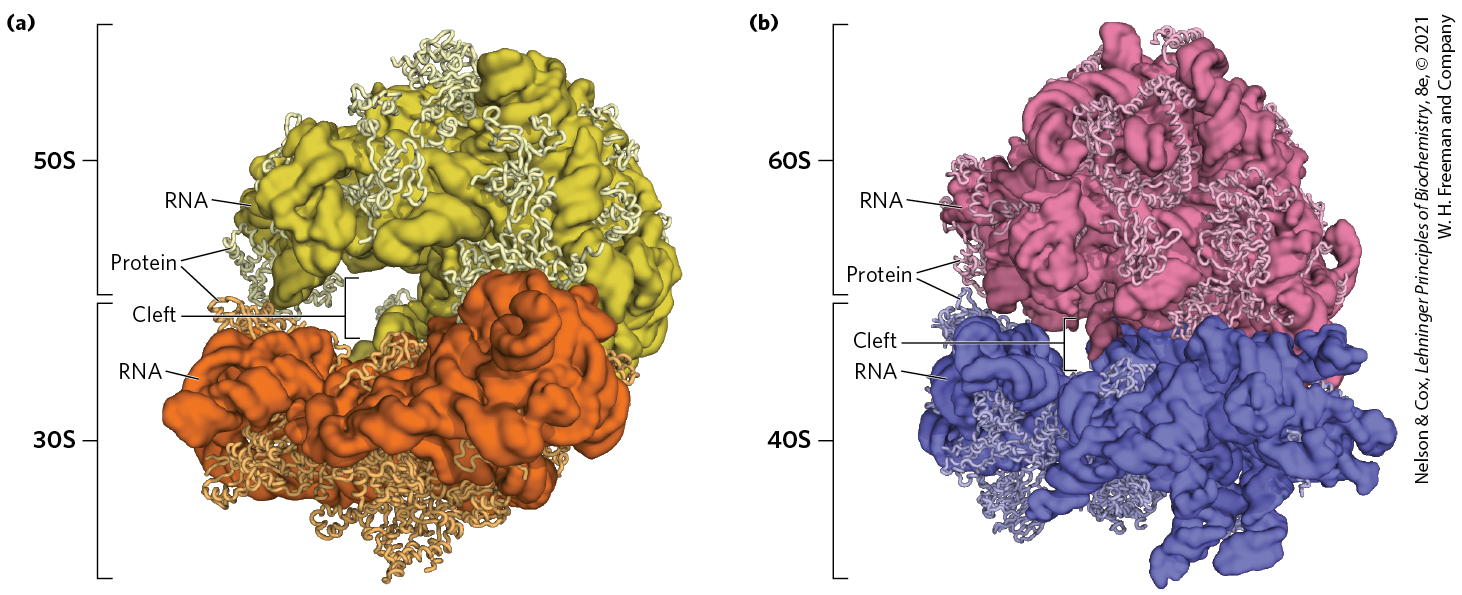 (a)
50S
RNA
Protein
Cleft
RNA
30S
(b)
60S
RNA
Protein
Cleft
RNA
40S
Nelson & Cox, Lehninger Principles of Biochemistry, 8e, © 2021
W. H. Freeman and Company